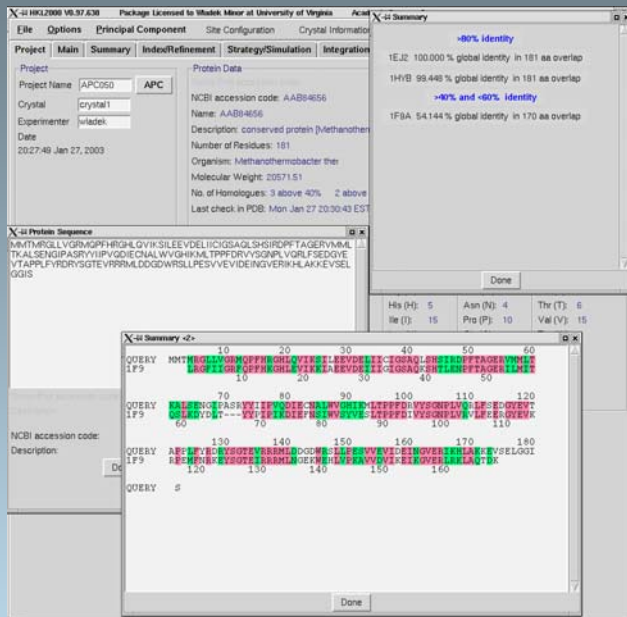 HKL2000 V0.97.630 Package Licensed to Wladek Minor at University of Virginia
File Options Principal Component Site Configuration Crystal Information
Project Main Summary Index/Refinement Strategy/Simulation Integration
Project
Project Name APC050 APC
Crystal crystal1
Experimenter wladek
Date
20:27:49 Jan 27, 2003
Protein Data
NCBI accession code: AAB84656
Name: AAB84656
Description: conserved protein [Methanother
Number of Residues: 181
Organism: Methanothermobacter ther
Molecular Weight: 20571.51
No. of Homologues: 3 above 40% 2 above
Last check in PDB: Mon Jan 27 20:30:43 EST
Summary
>80% identity
1EJ2 100.000 % global identity in 181 aa overlap
1HYB 99.448 % global identity in 181 aa overlap
>40% and <60% identity
1F9A 54.144 % global identity in 170 aa overlap
Done
His (H): 5 Asn (N): 4 Thr (T): 6
Ile (I): 15 Pro (P): 10 Val (V): 15
Protein Sequence
MMTMRGLLVGRMQPFHRGHLQVIKSILEEVDELIICIGSAQLSHSIRDPFTAGERVMML
TKALSENGIPASRYYIIPVQDIECNALWVGHIKMLTPPFDRVYSGNPLVQRLFSEDGYE
VTAPPLFYRDRYSGTEVRRRMLDDGDWRSLLPESVVEVIDEINGVERIKHLAKKEVSEL
GGIS
NCBI accession code:
Description:
Summary <2>
10 20 30 40 50 60
QUERY MMTMRGLLVGRMQPFHRGHLQVIKSILEEVDELIICIGSAQLSHSIRDPFTAGERVMMLT
1F9 LRGFIIGRFQPFHKGHLEVIKKIAEEVDEIIIGIGSAQKSHTLENPFTAGERILMIT
10 20 30 40 50
70 80 90 100 110 120
QUERY KALSENGIPASRYYIIPVQDIECNALWVGHIKMLTPPFDRVYSGNPLVQRLFSEDGYEVT
1F9 QSLKDYDLT---YYPIPIKDIEFNSIWVSYVESLTPPFDIVYSGNPLVRVLFEERGYEVK
60 70 80 90 100 110
130 140 150 160 170 180
QUERY APPLFYRDRYSGTEVRRRMLDDGDWRSLLPESVVEVIDEINGVERIKHLAKKEVSELGGI
1F9 RPEMFNRKEYSGTEIRRRMLNGEKWEHLVPKAVVDVIKEIKGVERLRKLAQTDK
120 130 140 150 160
QUERY S
Done